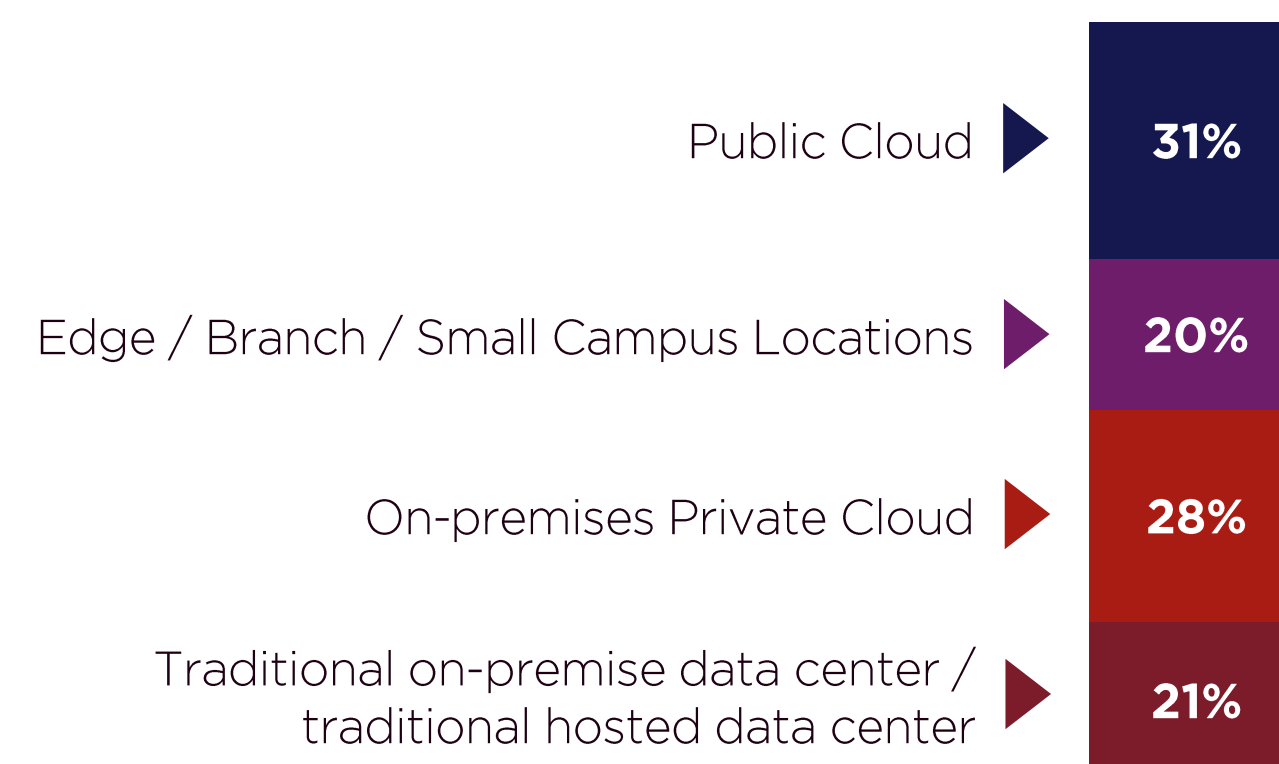 Public Cloud
31%
Edge / Branch / Small Campus Locations
20%
On-premises Private Cloud
28%
Traditional on-premise data center /
traditional hosted data center
21%